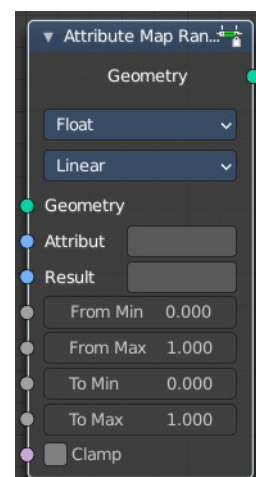 Attribute Map Ran...
Geometry
Float
Linear
Geometry
Attribut
Result
From Min 0.000
From Max 1.000
To Min 0.000
To Max 1.000
Clamp